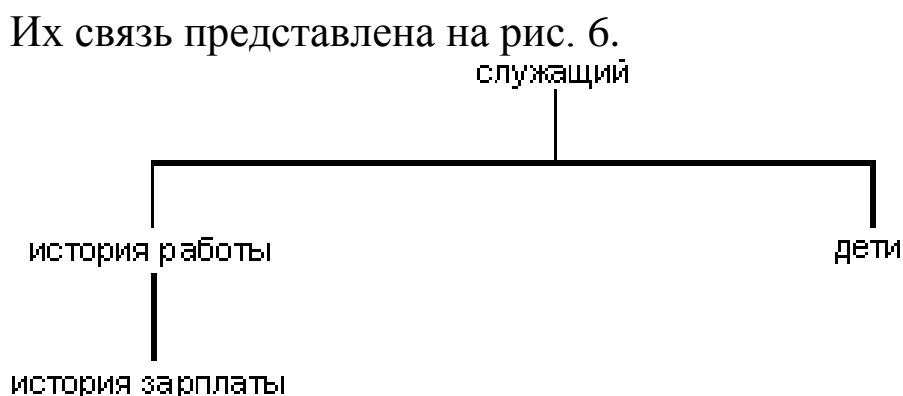 Их связь представлена на рис. 6.
служащий
история работы
дети
история зарплаты